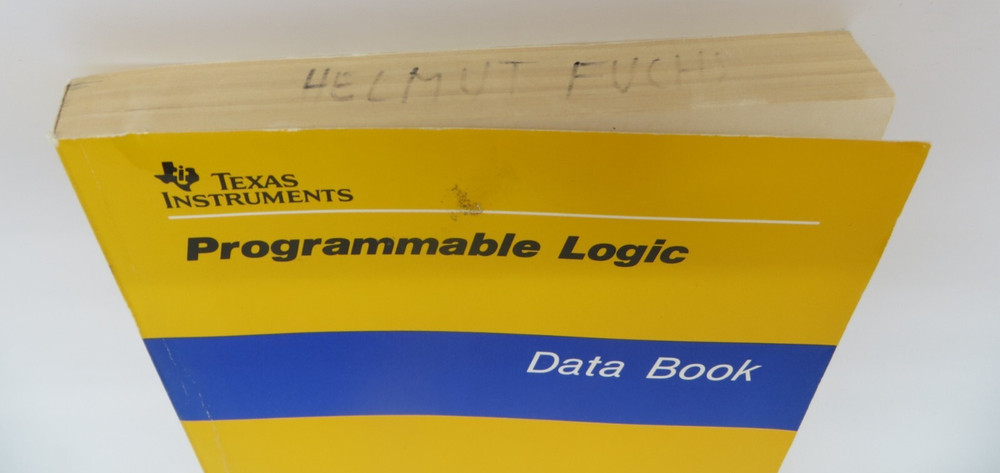 HELMUT FUCHS
TEXAS
INSTRUMENTS
Programmable Logic
Data Book